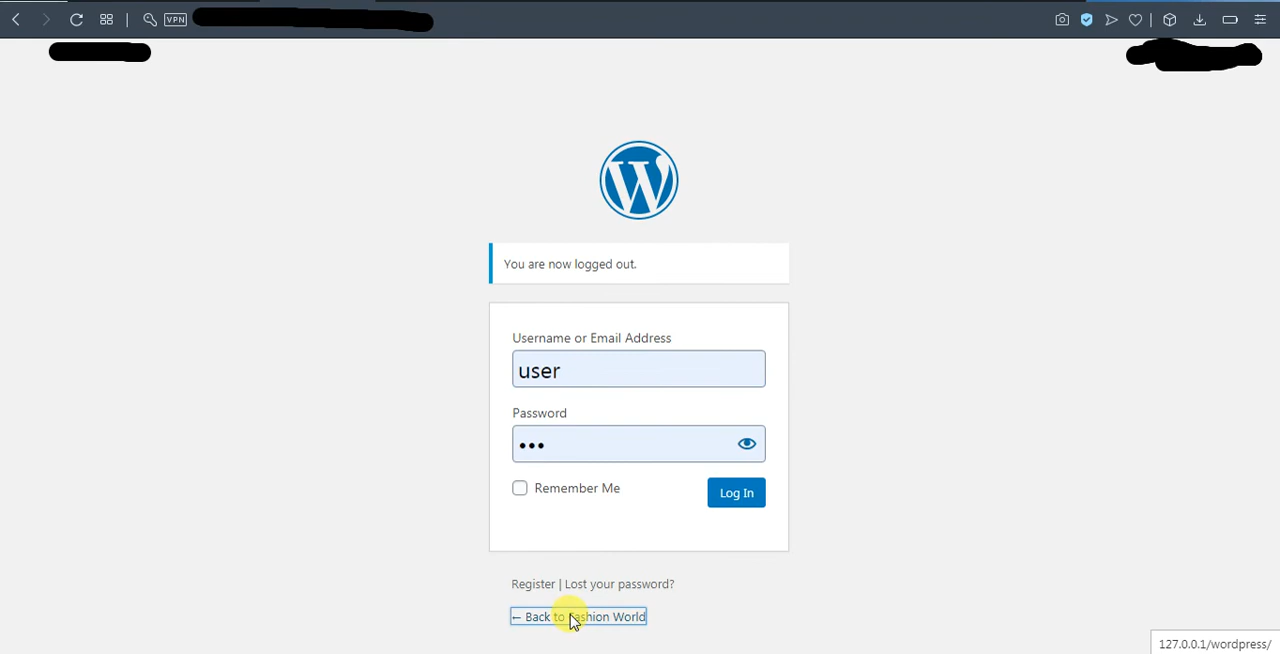 VPN
You are now logged out.
Username or Email Address
user
Password
•••
Remember Me
Log In
Register | Lost your password?
← Back to Fashion World
127.0.0.1/wordpress/